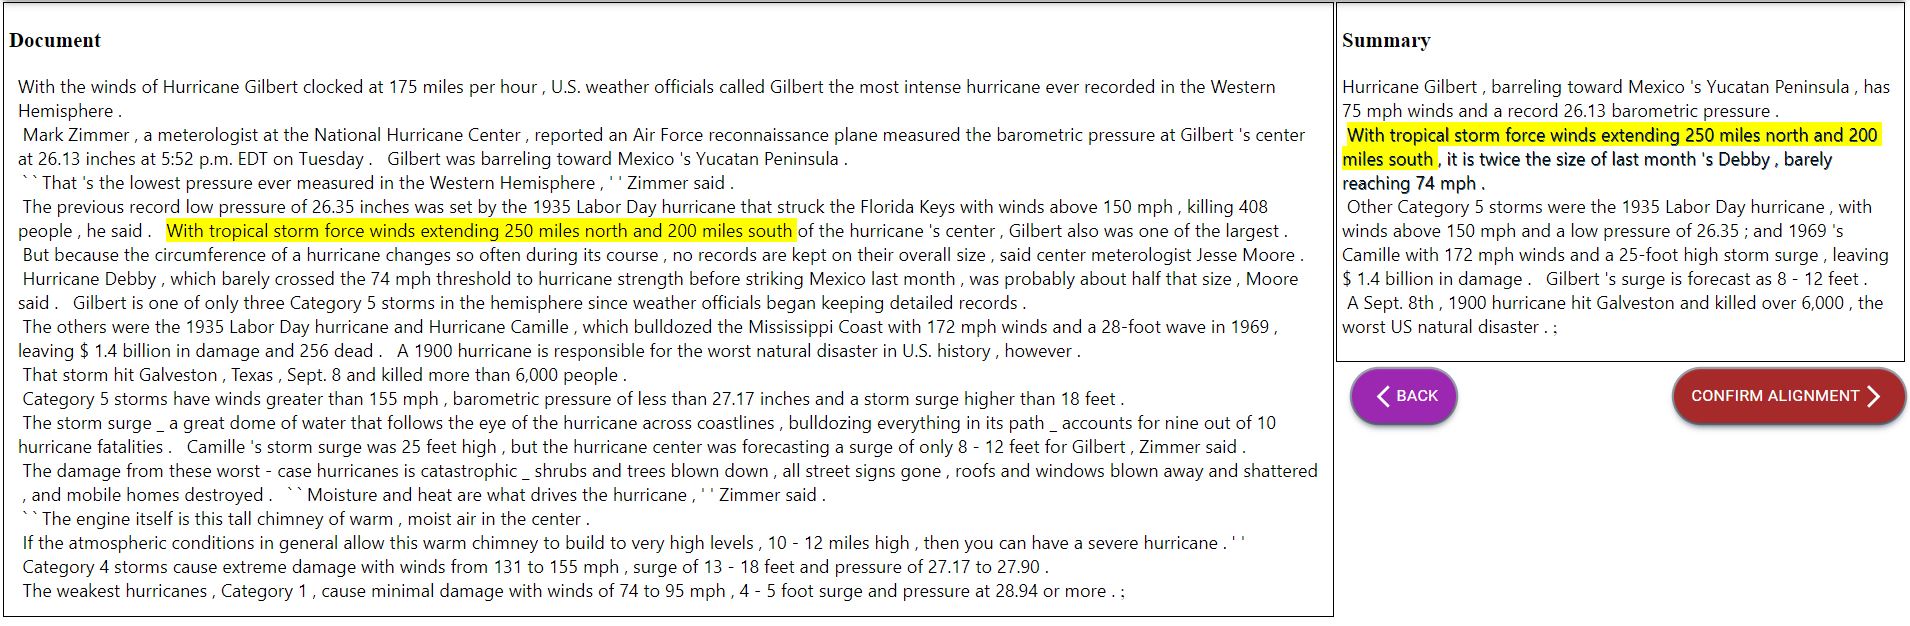 Document
With the winds of Hurricane Gilbert clocked at 175 miles per hour , U.S. weather officials called Gilbert the most intense hurricane ever recorded in the Western
Hemisphere .
Mark Zimmer , a meterologist at the National Hurricane Center , reported an Air Force reconnaissance plane measured the barometric pressure at Gilbert 's center
at 26.13 inches at 5:52 p.m. EDT on Tuesday . Gilbert was barreling toward Mexico 's Yucatan Peninsula .
` ` That 's the lowest pressure ever measured in the Western Hemisphere , ' ' Zimmer said .
The previous record low pressure of 26.35 inches was set by the 1935 Labor Day hurricane that struck the Florida Keys with winds above 150 mph , killing 408
people , he said . With tropical storm force winds extending 250 miles north and 200 miles south of the hurricane 's center , Gilbert also was one of the largest .
But because the circumference of a hurricane changes so often during its course , no records are kept on their overall size , said center meterologist Jesse Moore .
Hurricane Debby , which barely crossed the 74 mph threshold to hurricane strength before striking Mexico last month , was probably about half that size , Moore
said . Gilbert is one of only three Category 5 storms in the hemisphere since weather officials began keeping detailed records .
The others were the 1935 Labor Day hurricane and Hurricane Camille , which bulldozed the Mississippi Coast with 172 mph winds and a 28-foot wave in 1969 ,
leaving $ 1.4 billion in damage and 256 dead . A 1900 hurricane is responsible for the worst natural disaster in U.S. history , however .
That storm hit Galveston , Texas , Sept. 8 and killed more than 6,000 people .
Category 5 storms have winds greater than 155 mph , barometric pressure of less than 27.17 inches and a storm surge higher than 18 feet .
The storm surge _ a great dome of water that follows the eye of the hurricane across coastlines , bulldozing everything in its path _ accounts for nine out of 10
hurricane fatalities . Camille 's storm surge was 25 feet high , but the hurricane center was forecasting a surge of only 8 - 12 feet for Gilbert , Zimmer said .
The damage from these worst - case hurricanes is catastrophic _ shrubs and trees blown down , all street signs gone , roofs and windows blown away and shattered
, and mobile homes destroyed . ` ` Moisture and heat are what drives the hurricane , ' ' Zimmer said .
` ` The engine itself is this tall chimney of warm , moist air in the center .
If the atmospheric conditions in general allow this warm chimney to build to very high levels , 10 - 12 miles high , then you can have a severe hurricane . ' '
Category 4 storms cause extreme damage with winds from 131 to 155 mph , surge of 13 - 18 feet and pressure of 27.17 to 27.90 .
The weakest hurricanes , Category 1 , cause minimal damage with winds of 74 to 95 mph , 4 - 5 foot surge and pressure at 28.94 or more . ;
Summary
Hurricane Gilbert , barreling toward Mexico 's Yucatan Peninsula , has
75 mph winds and a record 26.13 barometric pressure .
With tropical storm force winds extending 250 miles north and 200
miles south , it is twice the size of last month 's Debby , barely
reaching 74 mph .
Other Category 5 storms were the 1935 Labor Day hurricane , with
winds above 150 mph and a low pressure of 26.35 ; and 1969 's
Camille with 172 mph winds and a 25-foot high storm surge , leaving
$ 1.4 billion in damage . Gilbert 's surge is forecast as 8 - 12 feet .
A Sept. 8th , 1900 hurricane hit Galveston and killed over 6,000 , the
worst US natural disaster . ;
BACK
CONFIRM ALIGNMENT